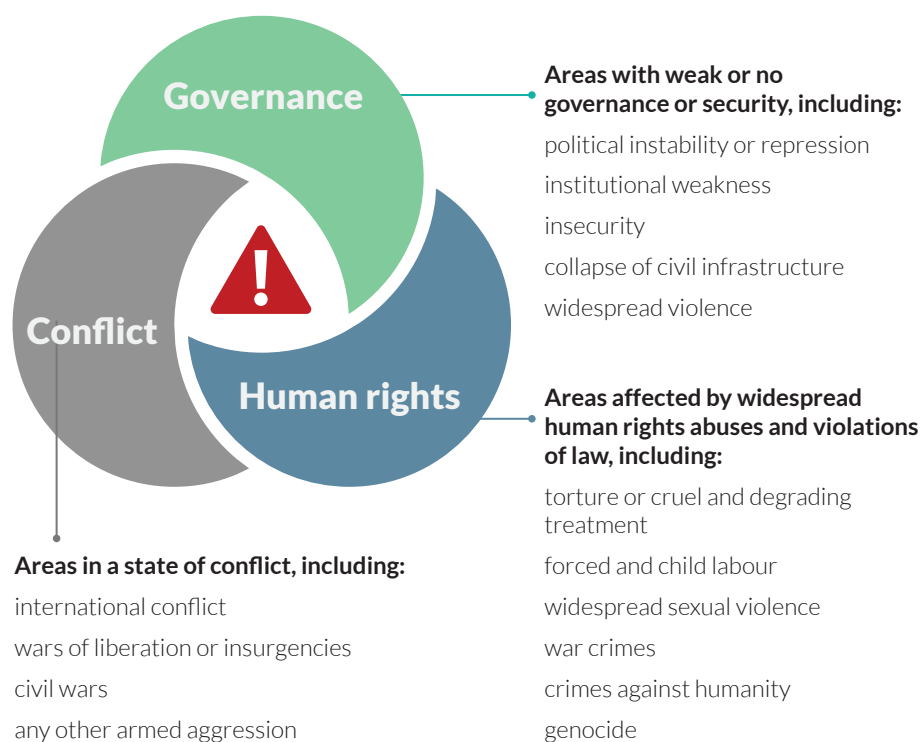 Governance
Conflict
Human rights
Areas with weak or no
governance or security, including:
political instability or repression
institutional weakness
insecurity
collapse of civil infrastructure
widespread violence
Areas affected by widespread
human rights abuses and violations
of law, including:
torture or cruel and degrading
treatment
forced and child labour
widespread sexual violence
war crimes
crimes against humanity
genocide
Areas in a state of conflict, including:
international conflict
wars of liberation or insurgencies
civil wars
any other armed aggression